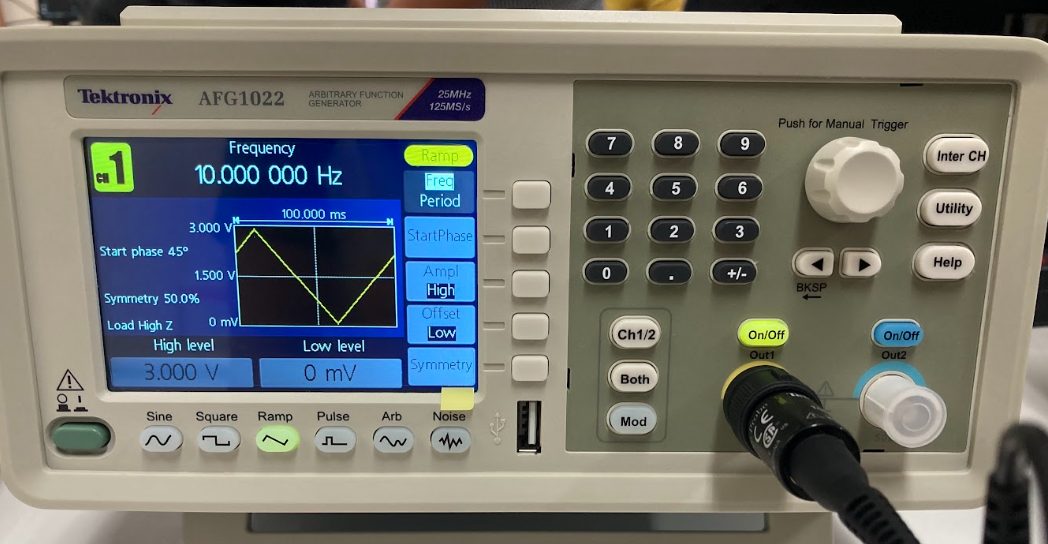 Tektronix AFG1022 ARBITRARY FUNCTION GENERATOR 25MHz 125MS/s
CH 1
Frequency
10.000 000 Hz
Ramp
Freq
Period
StartPhase
Ampl
High
Offset
Low
Symmetry
100.000 ms
3.000 V
Start phase 45°
1.500 V
Symmetry 50.0%
Load High Z
0 mV
High level
Low level
3.000 V
0 mV
Sine
Square
Ramp
Pulse
Arb
Noise
7 8 9
4 5 6
1 2 3
0 . +/-
Push for Manual Trigger
BKSP
Inter CH
Utility
Help
Ch1/2
Both
Mod
On/Off
Out1
On/Off
Out2
CE